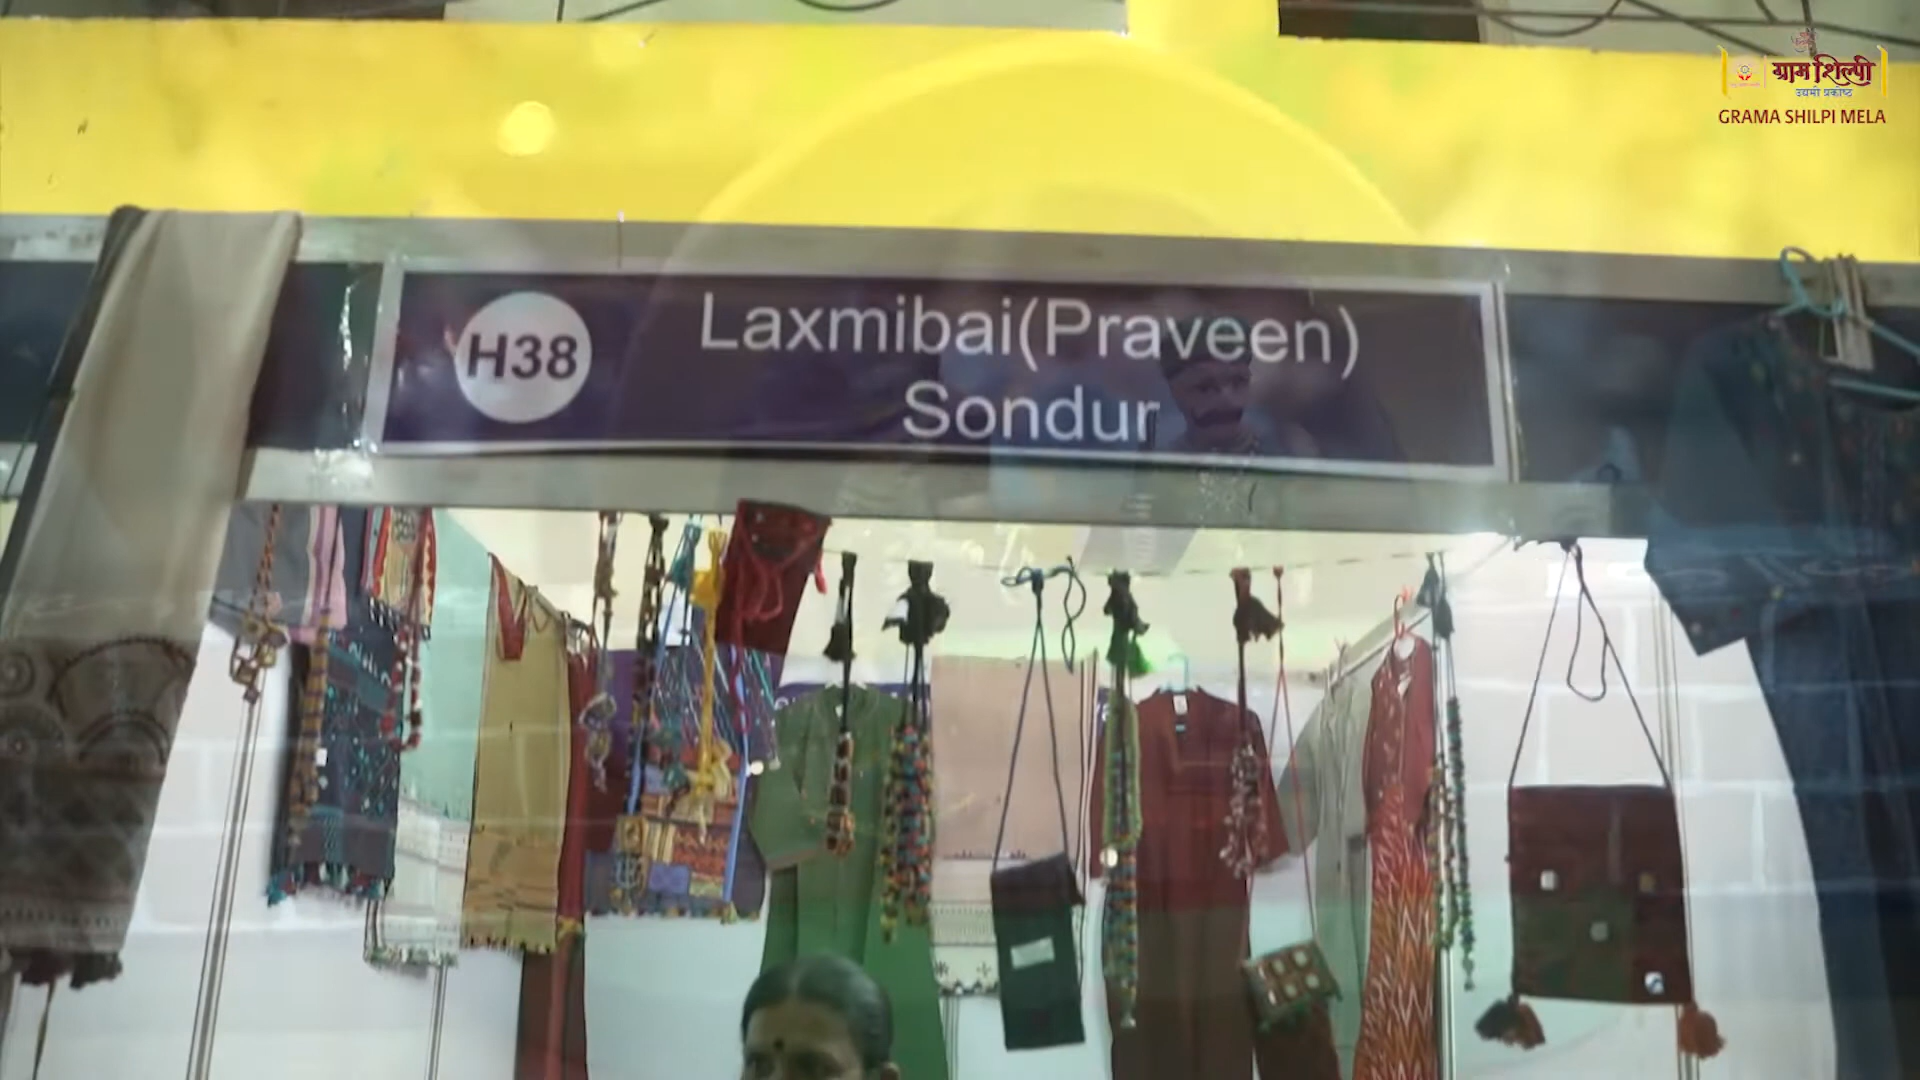 ग्राम शिल्पी
उद्यमी प्रकोष्ठ
GRAMA SHILPI MELA
H38
Laxmibai(Praveen)
Sondur